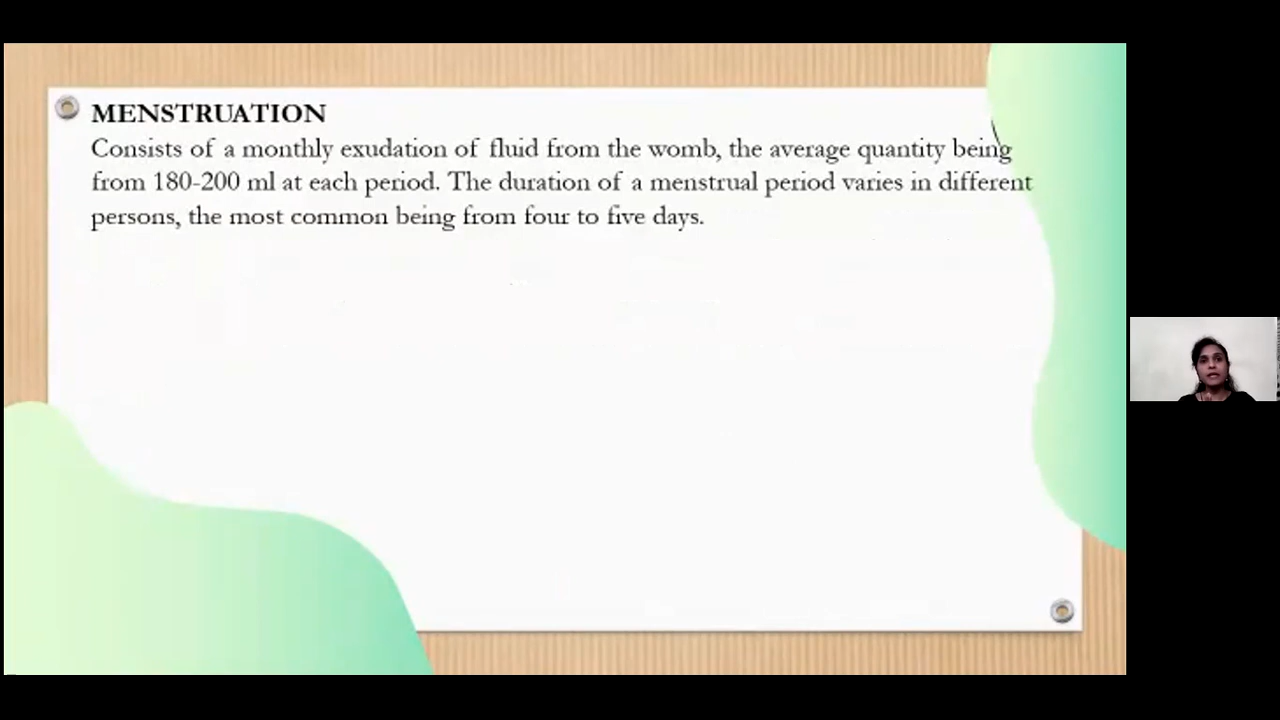 MENSTRUATION
Consists of a monthly exudation of fluid from the womb, the average quantity being
from 180-200 ml at each period. The duration of a menstrual period varies in different
persons, the most common being from four to five days.